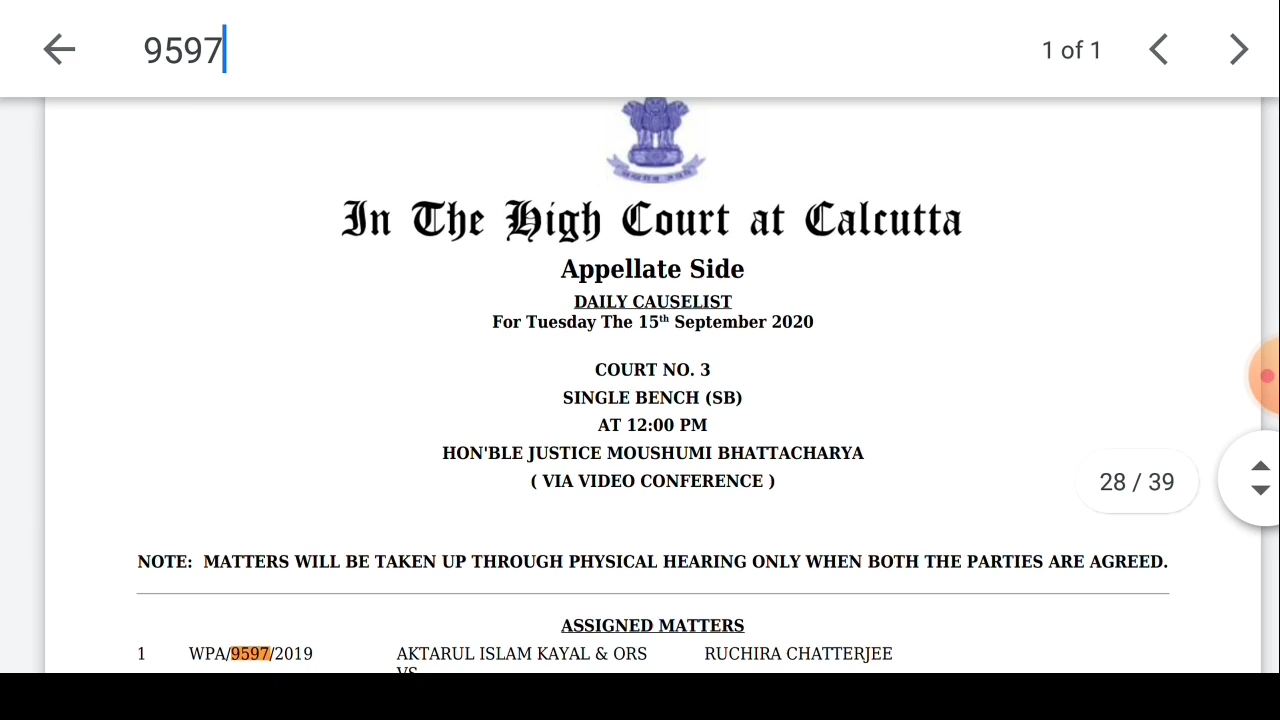 9597
1 of 1
In The High Court at Calcutta
Appellate Side
DAILY CAUSELIST
For Tuesday The 15th September 2020
COURT NO. 3
SINGLE BENCH (SB)
AT 12:00 PM
HON'BLE JUSTICE MOUSHUMI BHATTACHARYA
( VIA VIDEO CONFERENCE )
28 / 39
NOTE: MATTERS WILL BE TAKEN UP THROUGH PHYSICAL HEARING ONLY WHEN BOTH THE PARTIES ARE AGREED.
ASSIGNED MATTERS
1 WPA/9597/2019 AKTARUL ISLAM KAYAL & ORS RUCHIRA CHATTERJEE
VS